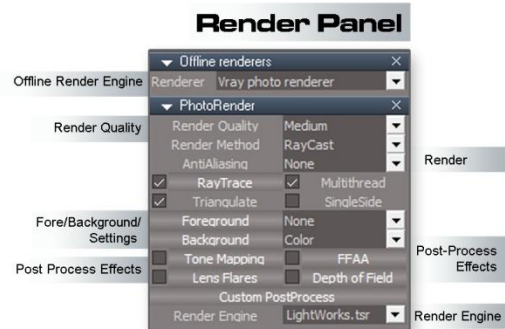 Render Panel
Offline renderers
Offline Render Engine Renderer Vray photo renderer
PhotoRender
Render Quality Render Quality Medium
Render Method RayCast
AntiAliasing None Render
RayTrace Multithread
Triangulate SingleSide
Fore/Background/
Settings
Foreground None
Background Color
Post-Process
Effects
Tone Mapping FFAA
Post Process Effects Lens Flares Depth of Field
Custom PostProcess
Render Engine LightWorks.tsr Render Engine